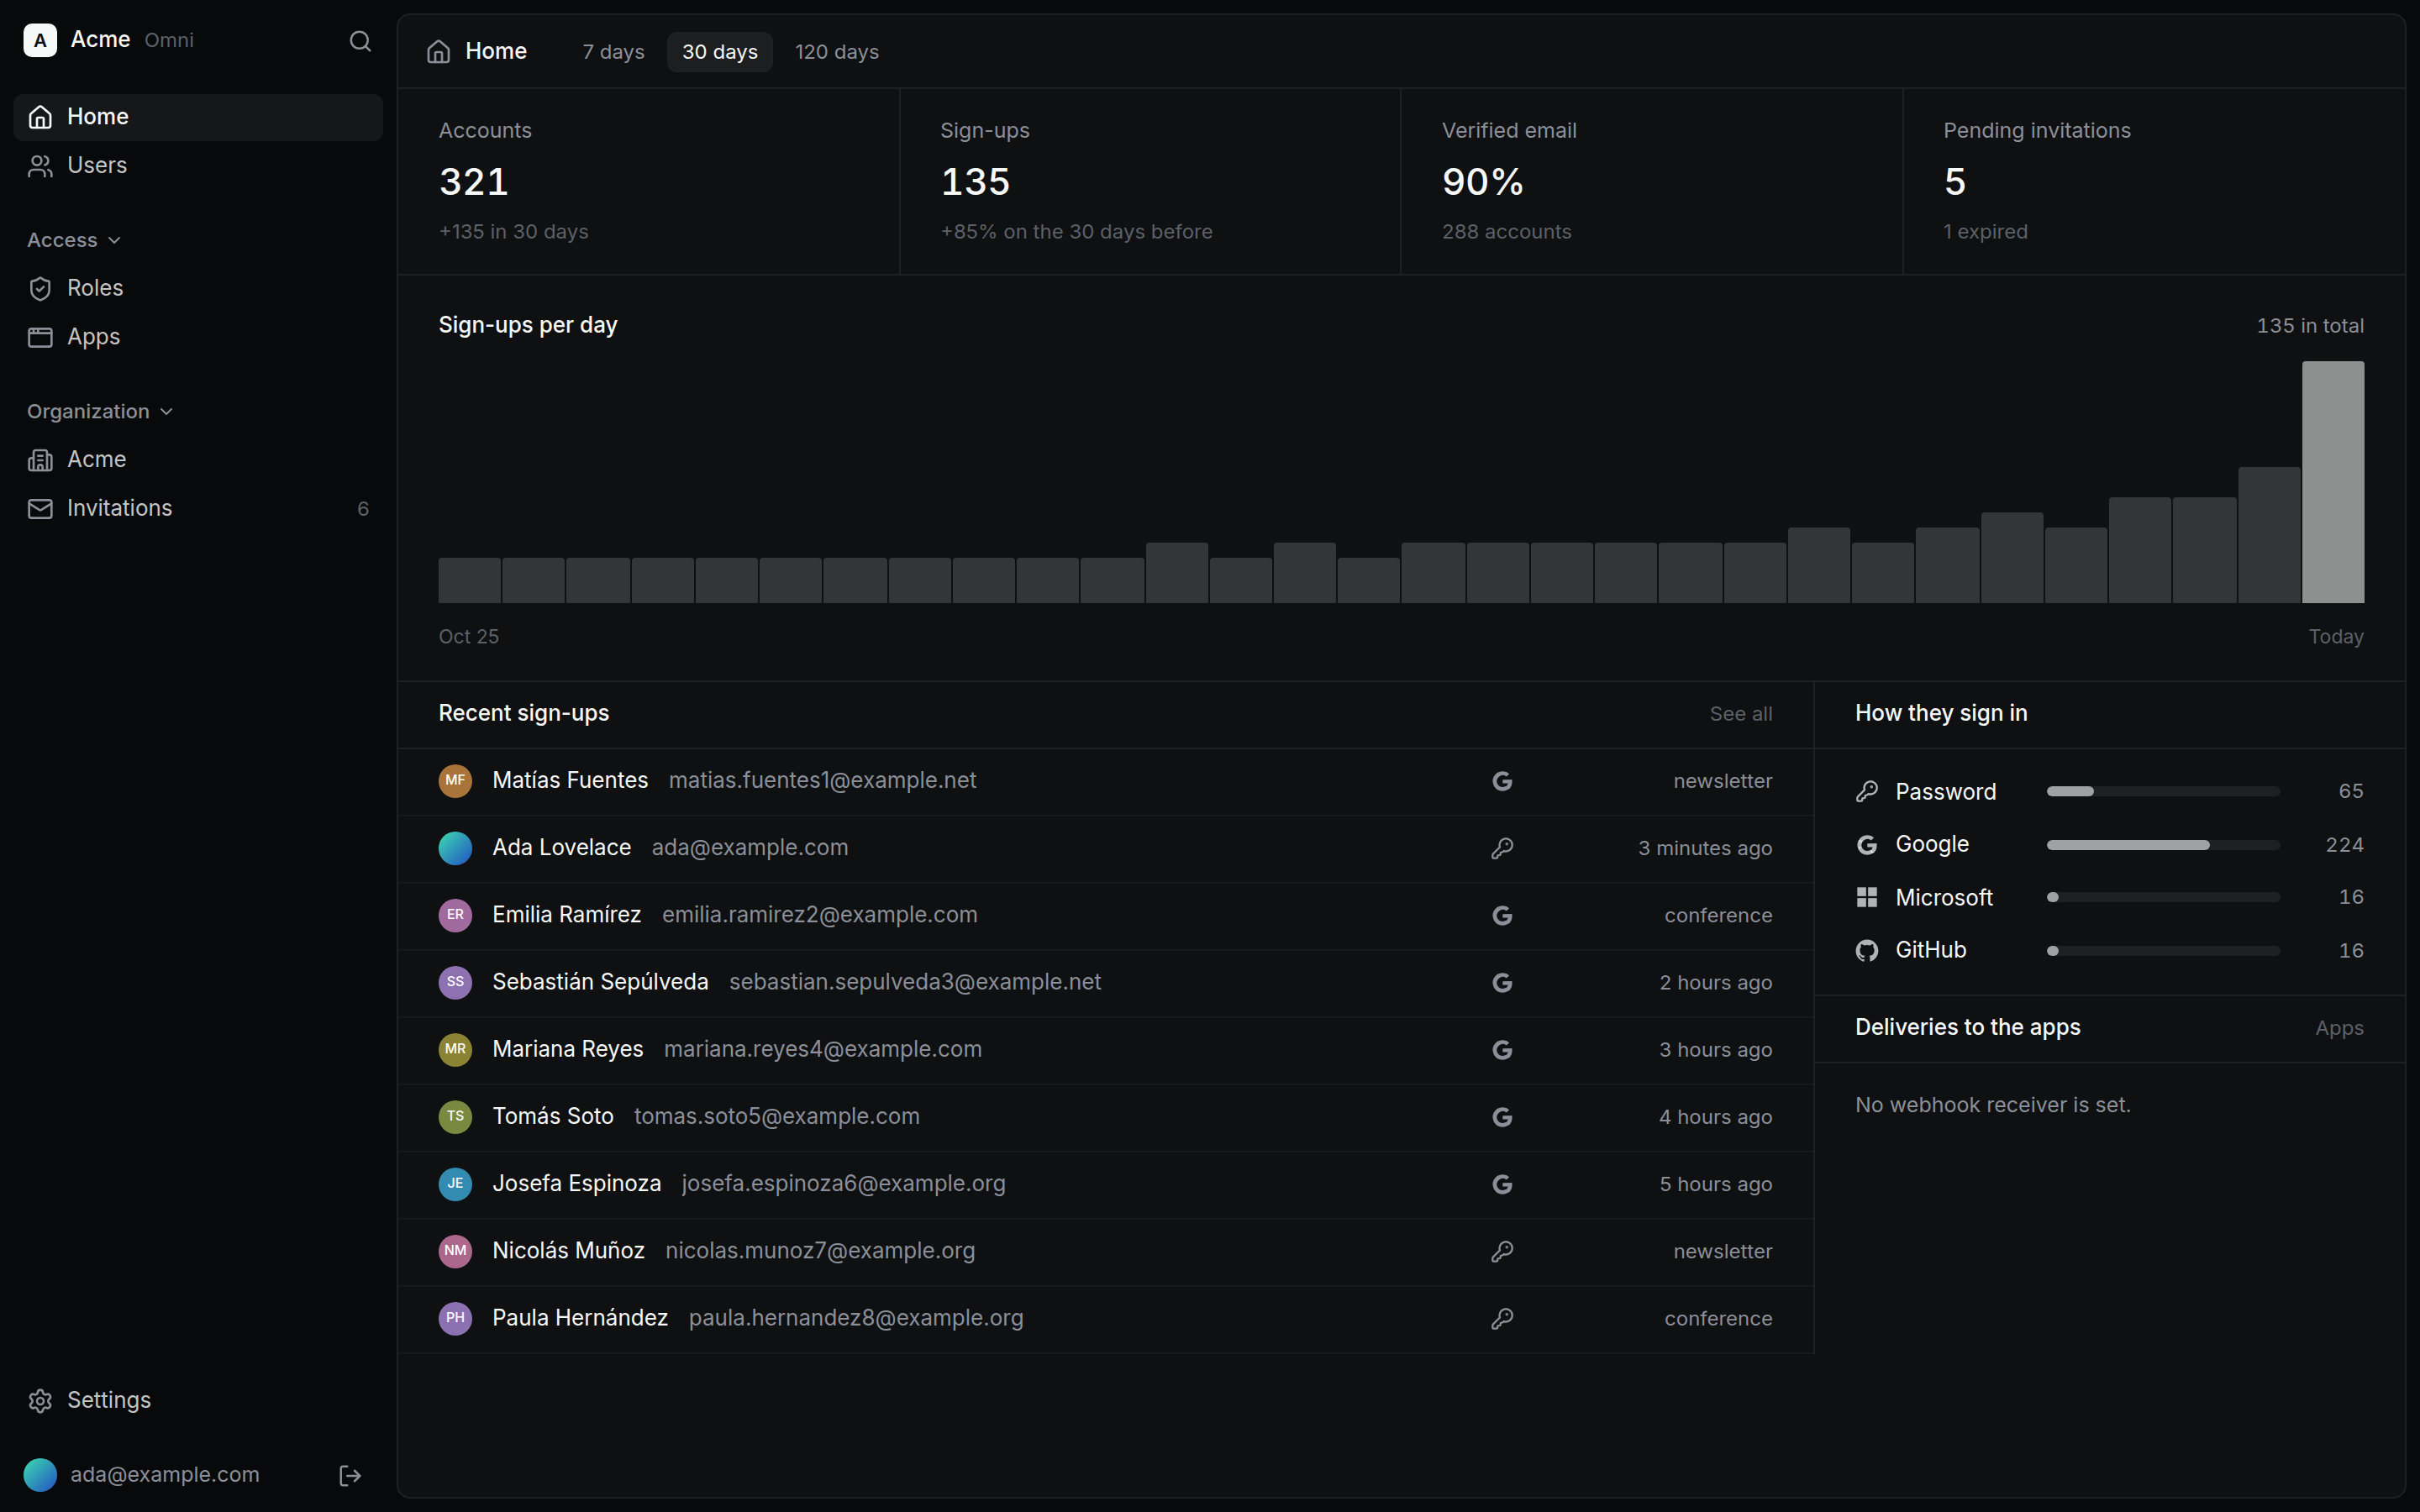 A Acme Omni
Home
Users
Access
Roles
Apps
Organization
Acme
Invitations 6
Settings
ada@example.com
Home 7 days 30 days 120 days
Accounts
321
+135 in 30 days
Sign-ups
135
+85% on the 30 days before
Verified email
90%
288 accounts
Pending invitations
5
1 expired
Sign-ups per day 135 in total
Oct 25 Today
Recent sign-ups See all
MF Matías Fuentes matias.fuentes1@example.net newsletter
Ada Lovelace ada@example.com 3 minutes ago
ER Emilia Ramírez emilia.ramirez2@example.com conference
SS Sebastián Sepúlveda sebastian.sepulveda3@example.net 2 hours ago
MR Mariana Reyes mariana.reyes4@example.com 3 hours ago
TS Tomás Soto tomas.soto5@example.com 4 hours ago
JE Josefa Espinoza josefa.espinoza6@example.org 5 hours ago
NM Nicolás Muñoz nicolas.munoz7@example.org newsletter
PH Paula Hernández paula.hernandez8@example.org conference
How they sign in
Password 65
Google 224
Microsoft 16
GitHub 16
Deliveries to the apps Apps
No webhook receiver is set.